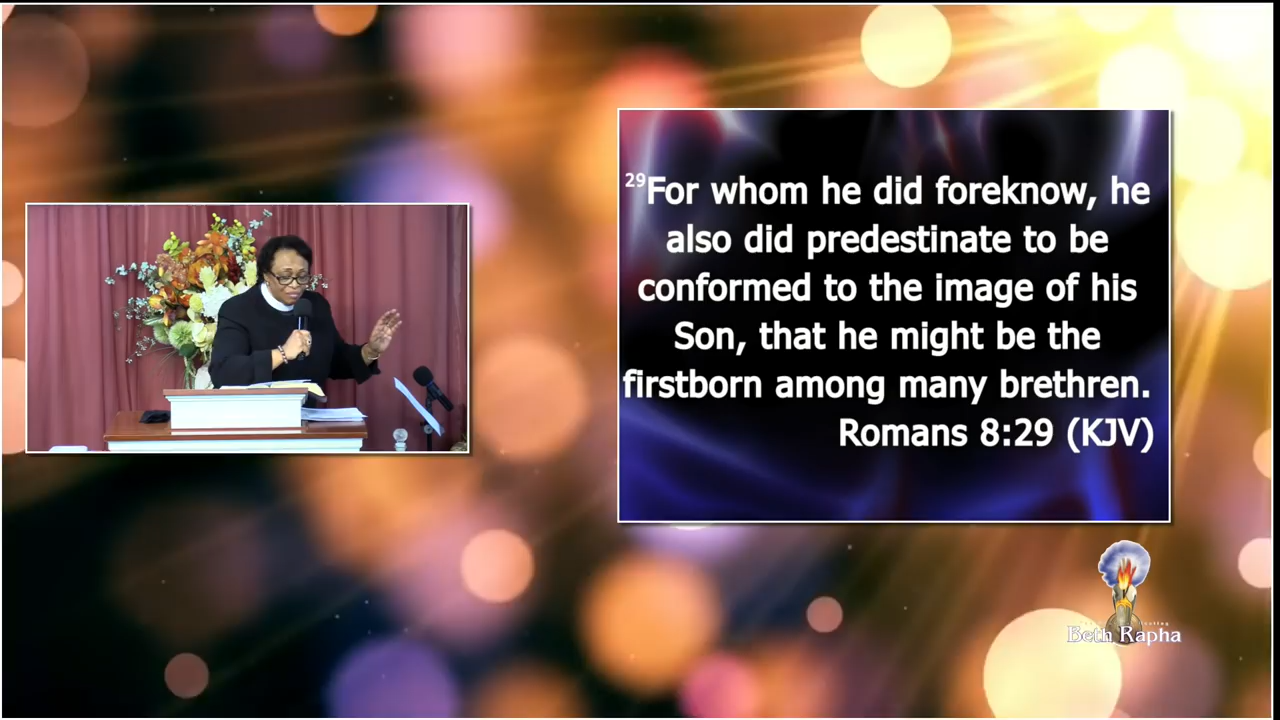 29For whom he did foreknow, he
also did predestinate to be
conformed to the image of his
Son, that he might be the
firstborn among many brethren.
Romans 8:29 (KJV)
Beth Rapha